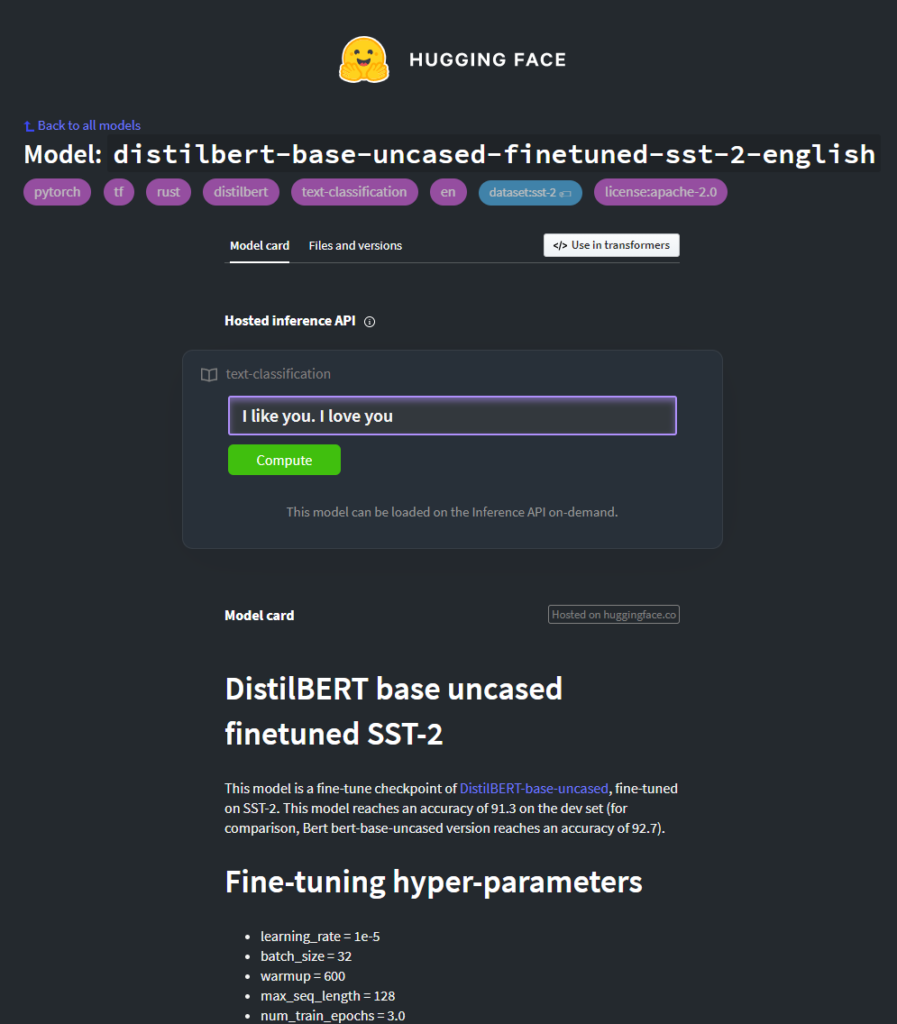 HUGGING FACE
Back to all models
Model: distilbert-base-uncased-finetuned-sst-2-english
pytorch tf rust distilbert text-classification en dataset:sst-2 license:apache-2.0
Model card Files and versions </> Use in transformers
Hosted inference API
text-classification
I like you. I love you
Compute
This model can be loaded on the Inference API on-demand.
Model card Hosted on huggingface.co
DistilBERT base uncased
finetuned SST-2
This model is a fine-tune checkpoint of DistilBERT-base-uncased, fine-tuned
on SST-2. This model reaches an accuracy of 91.3 on the dev set (for
comparison, Bert bert-base-uncased version reaches an accuracy of 92.7).
Fine-tuning hyper-parameters
• learning_rate = 1e-5
• batch_size = 32
• warmup = 600
• max_seq_length = 128
• num_train_epochs = 3.0